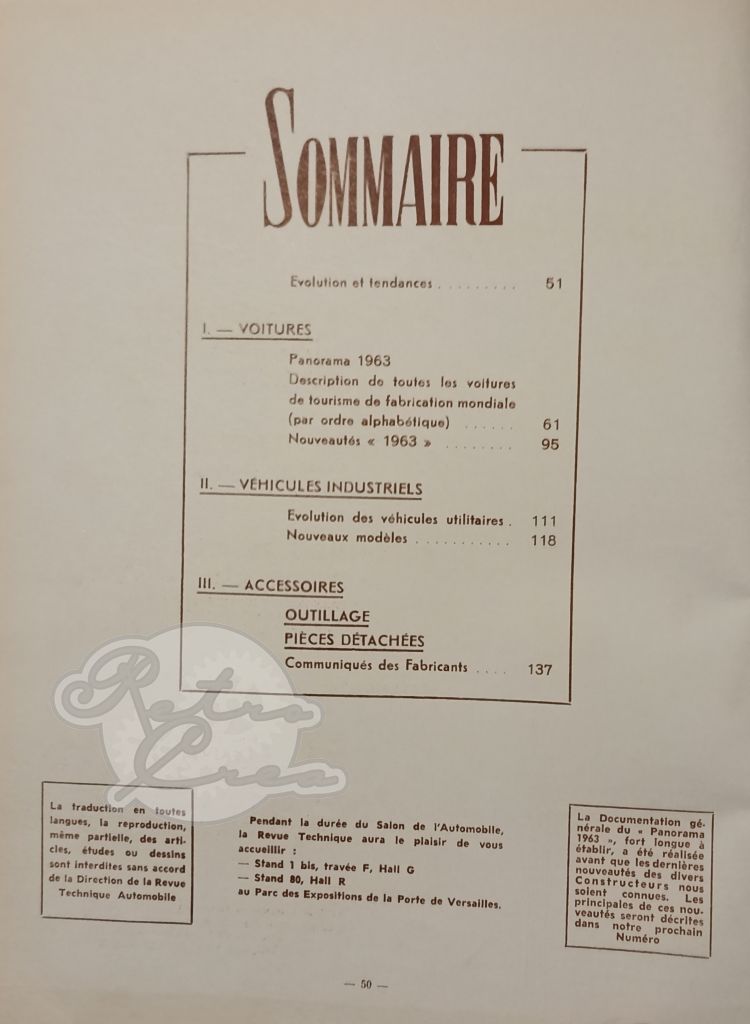 SOMMAIRE
Evolution et tendances ......... 51
I. — VOITURES
Panorama 1963
Description de toutes les voitures
de tourisme de fabrication mondiale
(par ordre alphabétique) ...... 61
Nouveautés « 1963 » ........ 95
II. — VÉHICULES INDUSTRIELS
Evolution des véhicules utilitaires . 111
Nouveaux modèles ........... 118
III. — ACCESSOIRES
OUTILLAGE
PIÈCES DÉTACHÉES
Communiqués des Fabricants .... 137
Retro
Crea
La traduction en toutes
langues, la reproduction,
même partielle, des arti-
cles, études ou dessins
sont interdites sans accord
de la Direction de la Revue
Technique Automobile
Pendant la durée du Salon de l'Automobile,
la Revue Technique aura le plaisir de vous
accueillir :
— Stand 1 bis, travée F, Hall G
— Stand 80, Hall R
au Parc des Expositions de la Porte de Versailles.
La Documentation gé-
nérale du « Panorama
1963 », fort longue à
établir, a été réalisée
avant que les dernières
nouveautés des divers
Constructeurs nous
soient connues. Les
principales de ces nou-
veautés seront décrites
dans notre prochain
Numéro
— 50 —